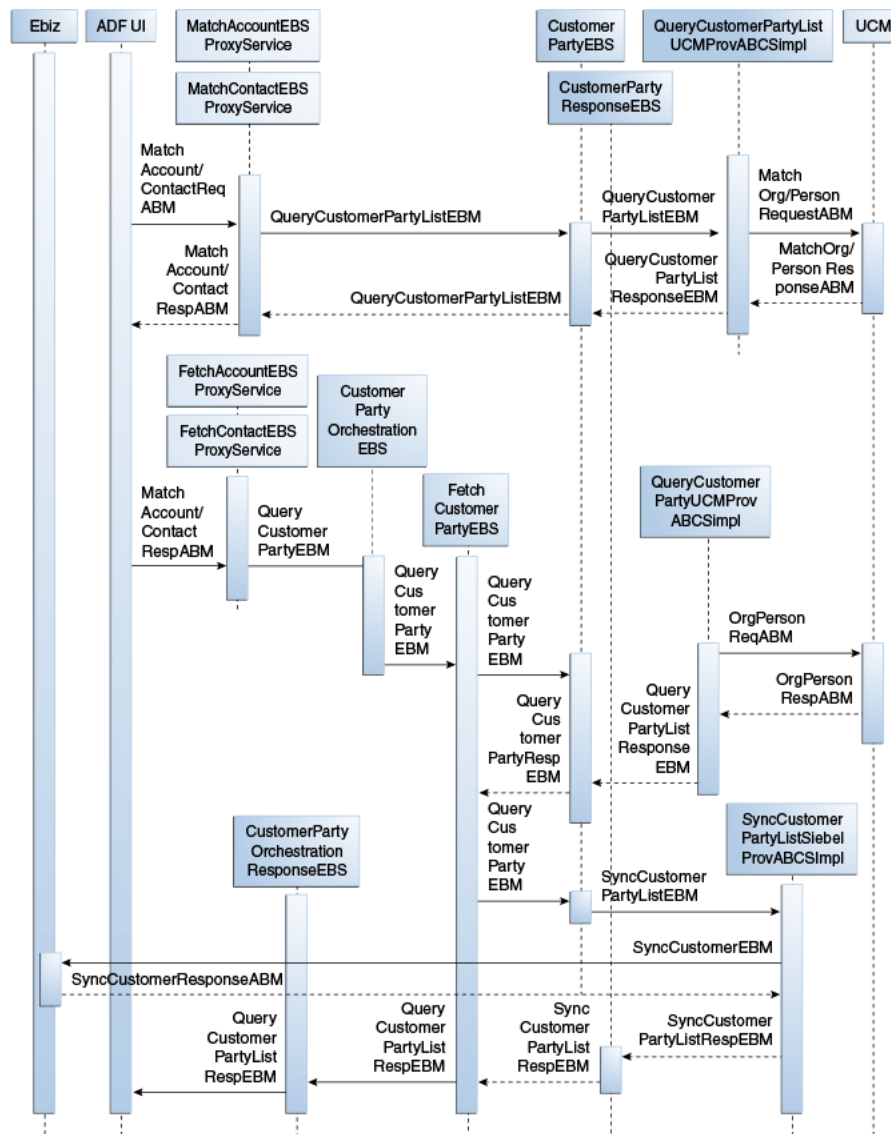 Ebiz
ADF UI
MatchAccountEBS
ProxyService
MatchContactEBS
ProxyService
Customer
PartyEBS
CustomerParty
ResponseEBS
QueryCustomerPartyList
UCMProvABCSimpl
UCM
Match
Account/
ContactReq
ABM
QueryCustomerPartyListEBM
QueryCustomer
PartyListEBM
Match
Org/Person
RequestABM
Match
Account/
Contact
RespABM
QueryCustomerPartyListEBM
QueryCustomer
PartyList
ResponseEBM
MatchOrg/
Person Res
ponseABM
FetchAccountEBS
ProxyService
FetchContactEBS
ProxyService
Customer
Party
Orchestration
EBS
Fetch
Customer
PartyEBS
QueryCustomer
PartyUCMProv
ABCSimpl
Match
Account/
Contact
RespABM
Query
Customer
PartyEBM
Query
Cus
tomer
Party
EBM
Query
Cus
tomer
Party
EBM
OrgPerson
ReqABM
OrgPerson
RespABM
Query
Cus
tomer
PartyResp
EBM
Query
Customer
PartyList
Response
EBM
CustomerParty
Orchestration
ResponseEBS
Query
Cus
tomer
Party
EBM
SyncCustomer
PartyListSiebel
ProvABCSImpl
SyncCustomer
PartyListEBM
SyncCustomerEBM
SyncCustomerResponseABM
Query
Customer
PartyList
RespEBM
Query
Customer
PartyList
RespEBM
Sync
Customer
PartyList
RespEBM
SyncCustomer
PartyListRespEBM